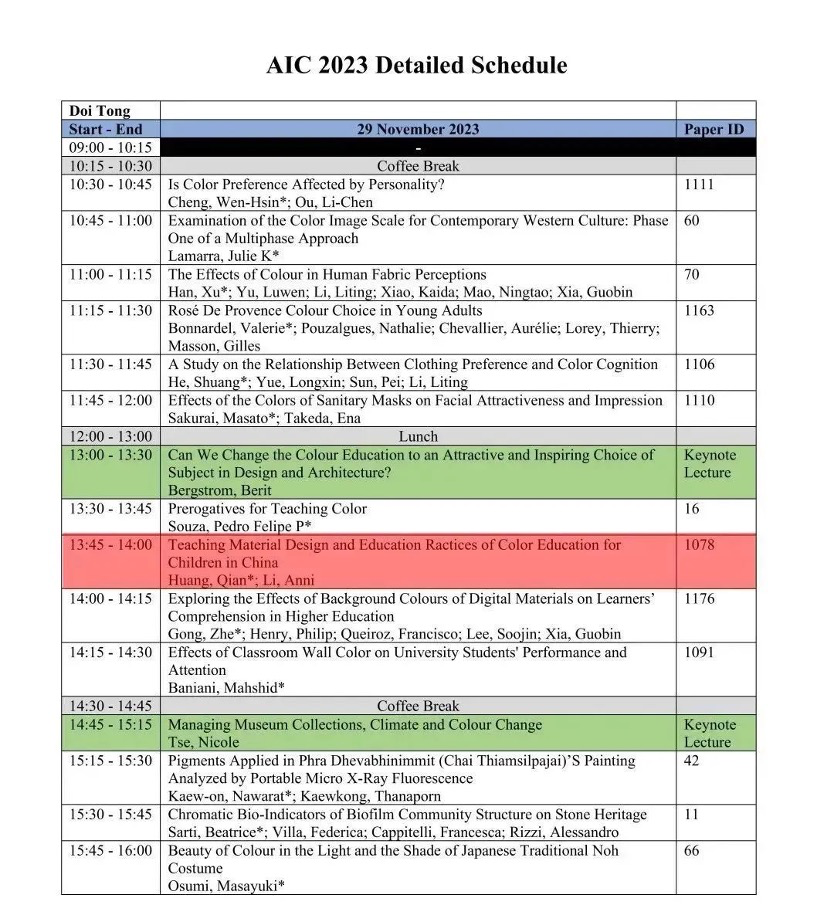 AIC 2023 Detailed Schedule
Doi Tong
Start - End 29 November 2023 Paper ID
09:00 - 10:15 -
10:15 - 10:30 Coffee Break
10:30 - 10:45 Is Color Preference Affected by Personality? 1111
Cheng, Wen-Hsin*; Ou, Li-Chen
10:45 - 11:00 Examination of the Color Image Scale for Contemporary Western Culture: Phase 60
One of a Multiphase Approach
Lamarra, Julie K*
11:00 - 11:15 The Effects of Colour in Human Fabric Perceptions 70
Han, Xu*; Yu, Luwen; Li, Liting; Xiao, Kaida; Mao, Ningtao; Xia, Guobin
11:15 - 11:30 Rosé De Provence Colour Choice in Young Adults 1163
Bonnardel, Valerie*; Pouzalgues, Nathalie; Chevallier, Aurélie; Lorey, Thierry;
Masson, Gilles
11:30 - 11:45 A Study on the Relationship Between Clothing Preference and Color Cognition 1106
He, Shuang*; Yue, Longxin; Sun, Pei; Li, Liting
11:45 - 12:00 Effects of the Colors of Sanitary Masks on Facial Attractiveness and Impression 1110
Sakurai, Masato*; Takeda, Ena
12:00 - 13:00 Lunch
13:00 - 13:30 Can We Change the Colour Education to an Attractive and Inspiring Choice of Keynote
Subject in Design and Architecture? Lecture
Bergstrom, Berit
13:30 - 13:45 Prerogatives for Teaching Color 16
Souza, Pedro Felipe P*
13:45 - 14:00 Teaching Material Design and Education Ractices of Color Education for 1078
Children in China
Huang, Qian*; Li, Anni
14:00 - 14:15 Exploring the Effects of Background Colours of Digital Materials on Learners’ 1176
Comprehension in Higher Education
Gong, Zhe*; Henry, Philip; Queiroz, Francisco; Lee, Soojin; Xia, Guobin
14:15 - 14:30 Effects of Classroom Wall Color on University Students' Performance and 1091
Attention
Baniani, Mahshid*
14:30 - 14:45 Coffee Break
14:45 - 15:15 Managing Museum Collections, Climate and Colour Change Keynote
Tse, Nicole Lecture
15:15 - 15:30 Pigments Applied in Phra Dhevabhinimmit (Chai Thiamsilpajai)’S Painting 42
Analyzed by Portable Micro X-Ray Fluorescence
Kaew-on, Nawarat*; Kaewkong, Thanaporn
15:30 - 15:45 Chromatic Bio-Indicators of Biofilm Community Structure on Stone Heritage 11
Sarti, Beatrice*; Villa, Federica; Cappitelli, Francesca; Rizzi, Alessandro
15:45 - 16:00 Beauty of Colour in the Light and the Shade of Japanese Traditional Noh 66
Costume
Osumi, Masayuki*